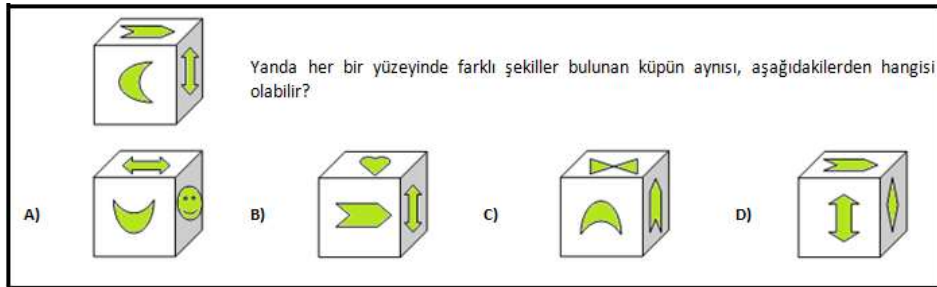 Yanda her bir yüzeyinde farklı şekiller bulunan küpün aynısı, aşağıdakilerden hangisi
olabilir?
A) B) C) D)